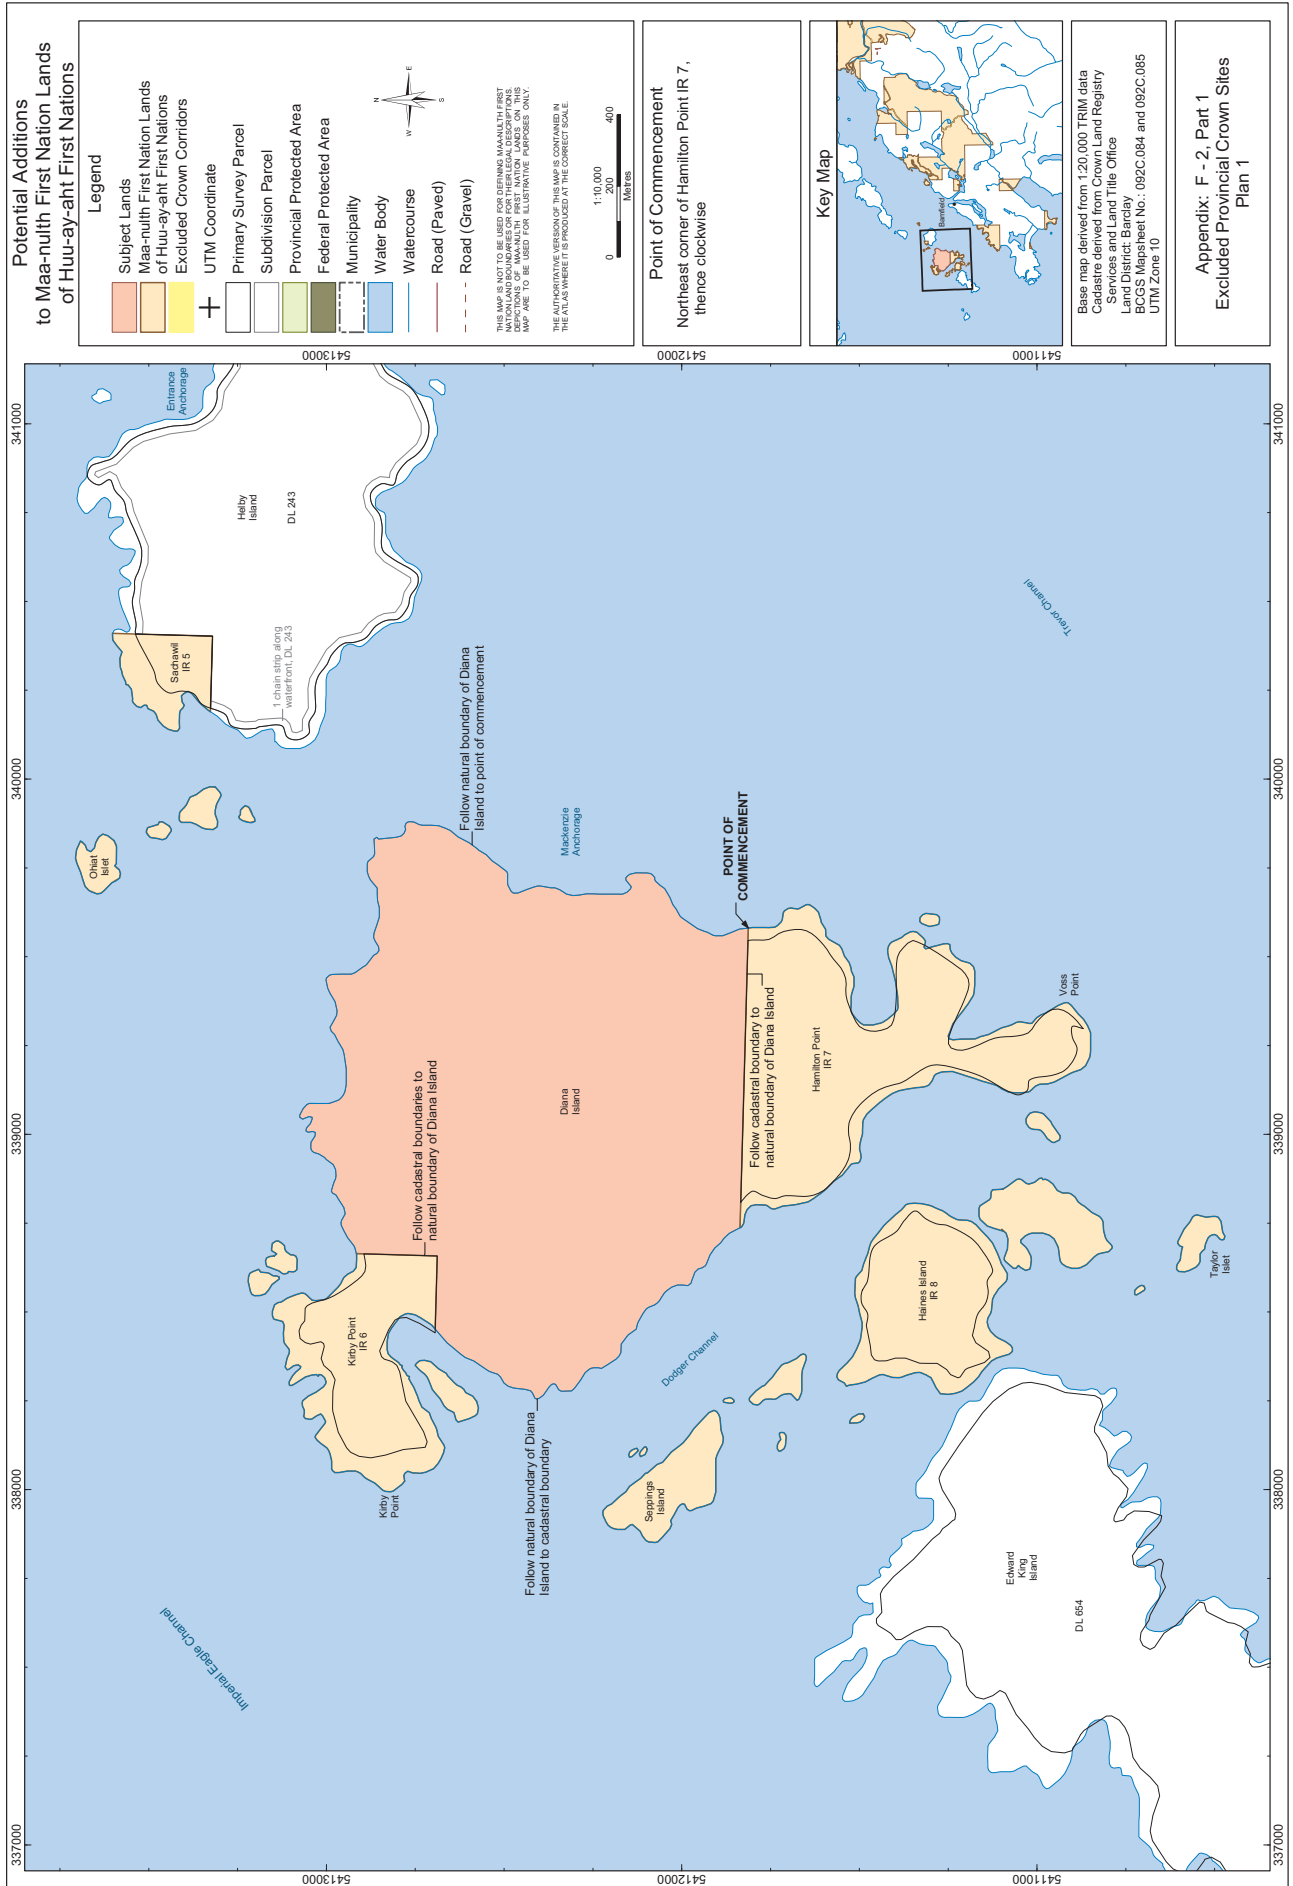 Potential Additions
to Maa-nulth First Nation Lands
of Huu-ay-aht First Nations
Legend
Subject Lands
Maa-nulth First Nation Lands
of Huu-ay-aht First Nations
Excluded Crown Corridors
UTM Coordinate
Primary Survey Parcel
Subdivision Parcel
Provincial Protected Area
Federal Protected Area
Municipality
Water Body
Watercourse
Road (Paved)
Road (Gravel)
N
W
E
S
THIS MAP IS NOT TO BE USED FOR DEFINING MAA-NULTH FIRST
NATION LAND BOUNDARIES OR FOR THEIR LEGAL DESCRIPTIONS.
DEPICTIONS OF MAA-NULTH FIRST NATION LANDS ON THIS
MAP ARE TO BE USED FOR ILLUSTRATIVE PURPOSES ONLY.
THE AUTHORITATIVE VERSION OF THIS MAP IS CONTAINED IN
THE ATLAS WHERE IT IS PRODUCED AT THE CORRECT SCALE.
1:10,000
0 200 400
Metres
Point of Commencement
Northeast corner of Hamilton Point IR 7,
thence clockwise
Key Map
Bamfield
Base map derived from 1:20,000 TRIM data
Cadastre derived from Crown Land Registry
Services and Land Title Office
Land District: Barclay
BCGS Mapsheet No.: 092C.084 and 092C.085
UTM Zone 10
Appendix: F - 2, Part 1
Excluded Provincial Crown Sites
Plan 1
337000
338000
339000
340000
341000
5413000
5412000
5411000
337000
338000
339000
340000
341000
5413000
5412000
5411000
Imperial Eagle Channel
Kirby
Point
Kirby Point
IR 6
Follow cadastral boundaries to
natural boundary of Diana Island
Follow natural boundary of Diana
Island to cadastral boundary
Diana
Island
Ohiat
Islet
Sachawil
IR 5
1 chain strip along
waterfront, DL 243
Helby
Island
DL 243
Entrance
Anchorage
Follow natural boundary of Diana
Island to point of commencement
Mackenzie
Anchorage
POINT OF
COMMENCEMENT
Follow cadastral boundary to
natural boundary of Diana Island
Hamilton Point
IR 7
Voss
Point
Trevor Channel
Dodger Channel
Seppings
Island
Haines Island
IR 8
Taylor
Islet
Edward
King
Island
DL 654